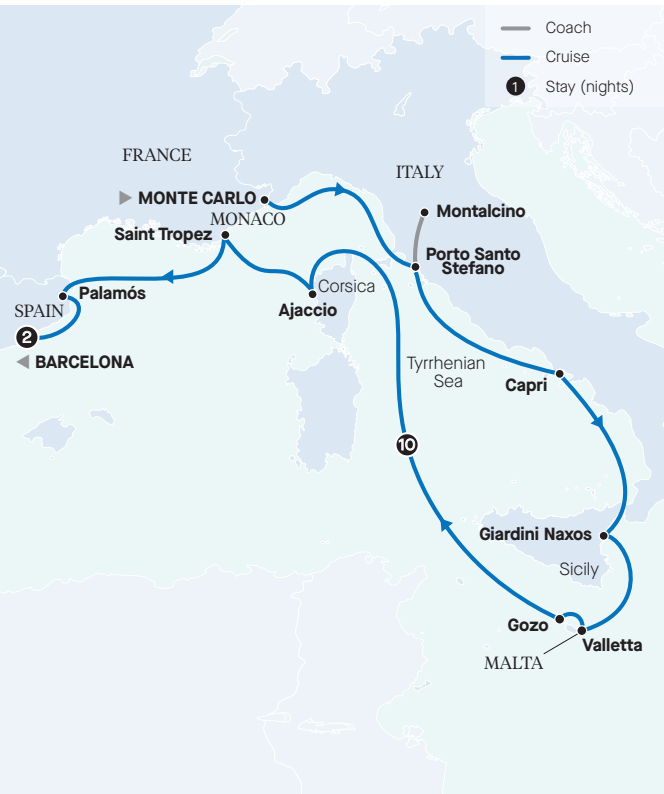 Coach
Cruise
1
Stay (nights)
FRANCE
ITALY
MONTE CARLO
MONACO
Montalcino
Saint Tropez
Porto Santo
Stefano
Corsica
Palamós
SPAIN
Ajaccio
2
BARCELONA
Tyrrhenian
Sea
Capri
10
Giardini Naxos
Sicily
Gozo
Valletta
MALTA